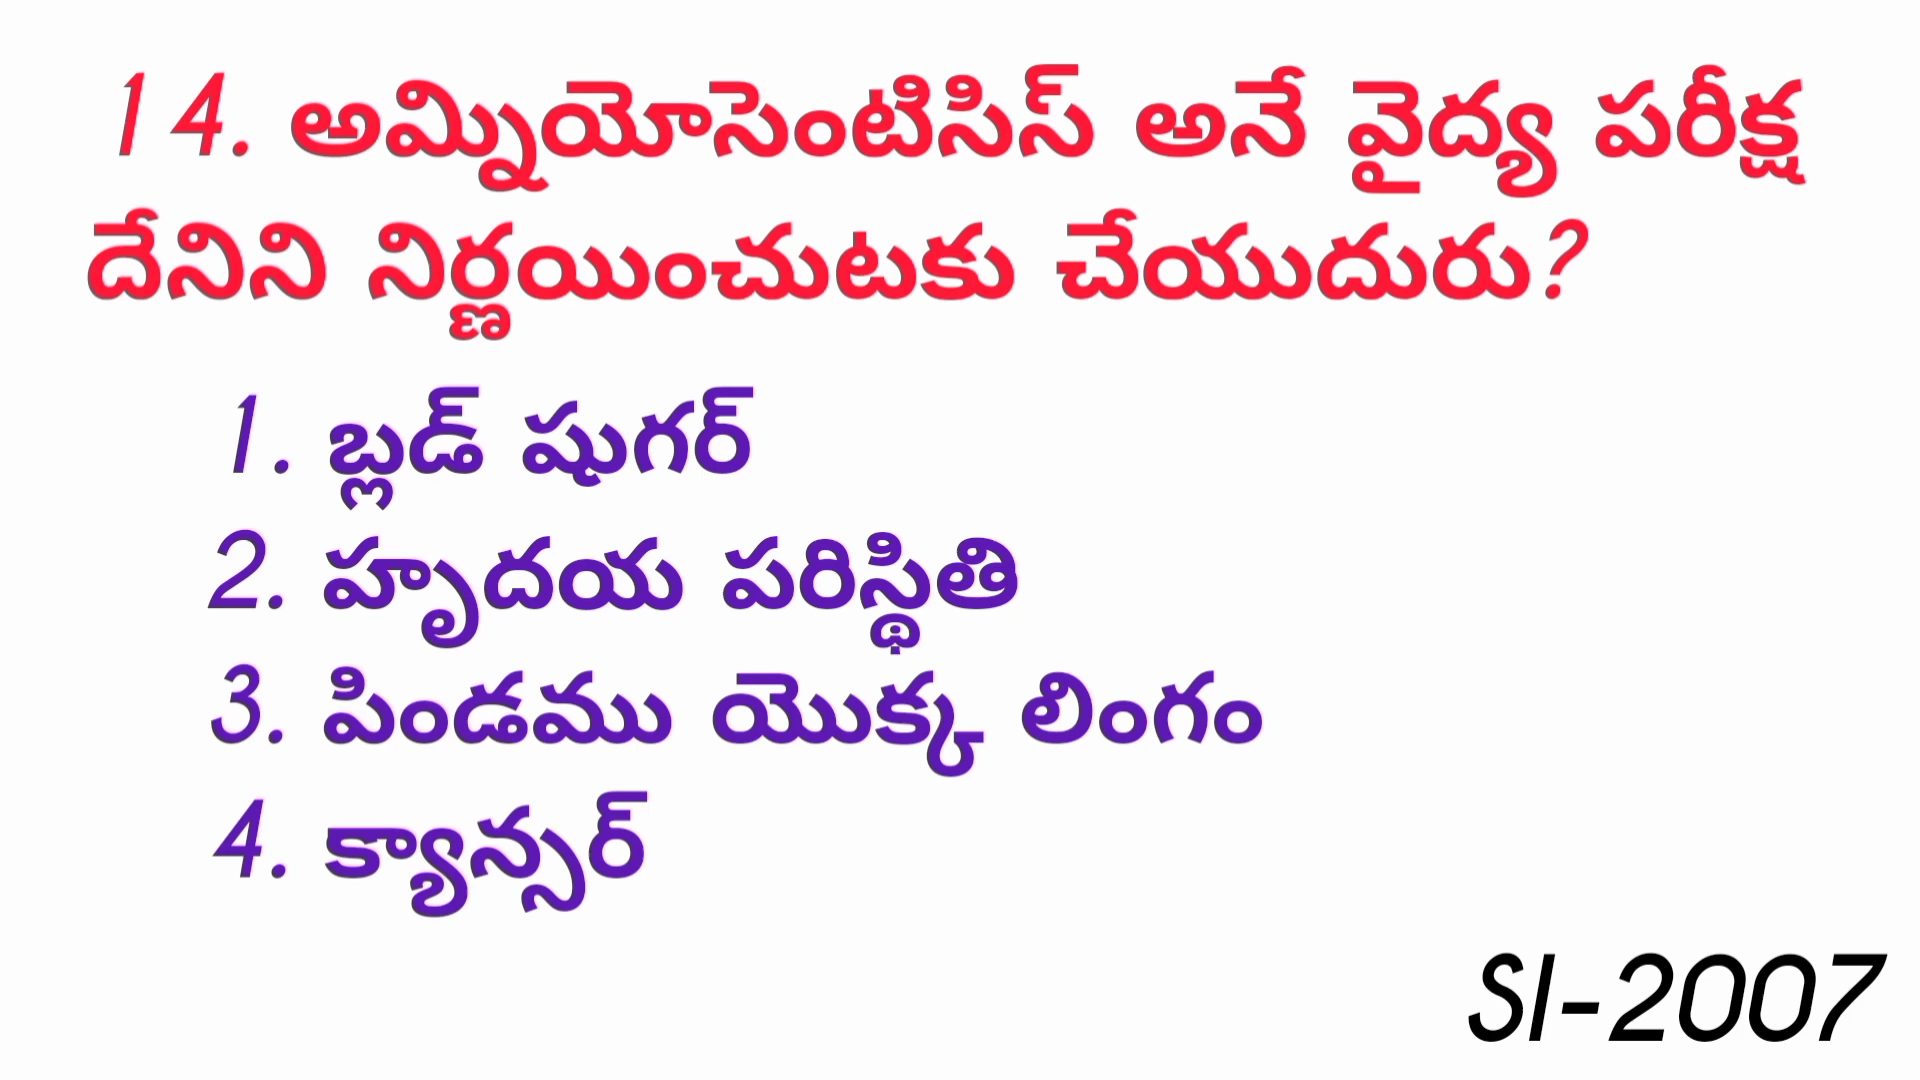 14. అమ్నియోసెంటిసిస్ అనే వైద్య పరీక్ష
దేనిని నిర్ణయించుటకు చేయుదురు?
1. బ్లడ్ షుగర్
2. హృదయ పరిస్థితి
3. పిండము యొక్క లింగం
4. క్యాన్సర్
SI-2007